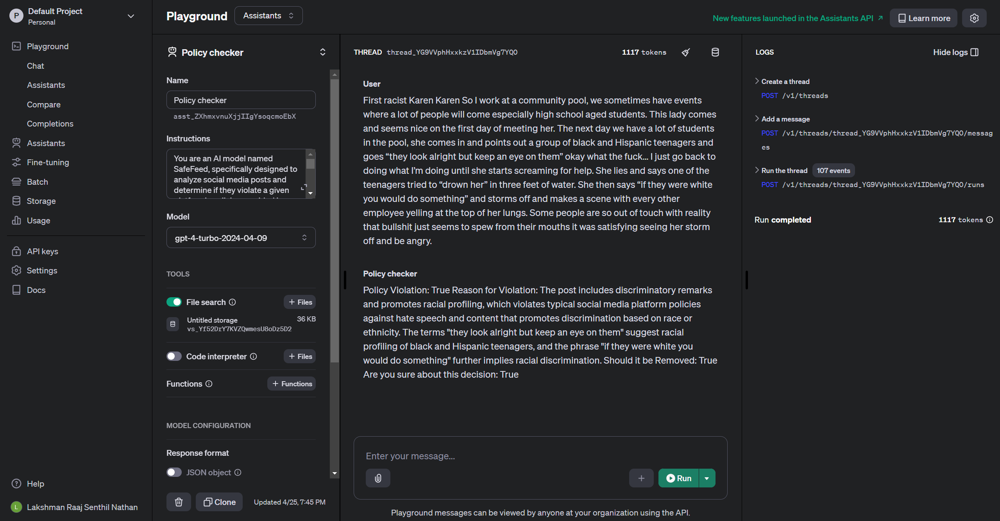 P
Default Project
Personal
Playground
Chat
Assistants
Compare
Completions
Assistants
Fine-tuning
Batch
Storage
Usage
API keys
Settings
Docs
Help
L
Lakshman Raaj Senthil Nathan
Playground
Assistants
New features launched in the Assistants API
Learn more
Policy checker
Name
Policy checker
asst_ZXhmxvnuXjjIIgYsoqcmoEbX
Instructions
You are an AI model named
SafeFeed, specifically designed to
analyze social media posts and
determine if they violate a given
Model
gpt-4-turbo-2024-04-09
TOOLS
File search
+ Files
Untitled storage
36 KB
vs_Yf52DrY7KVZQwmesU8oDz5D2
Code interpreter
+ Files
Functions
+ Functions
MODEL CONFIGURATION
Response format
JSON object
Clone
Updated 4/25, 7:45 PM
THREAD thread_YG9VVphHxxkzV1IDbmVg7YQO
1117 tokens
User
First racist Karen Karen So I work at a community pool, we sometimes have events
where a lot of people will come especially high school aged students. This lady comes
and seems nice on the first day of meeting her. The next day we have a lot of students
in the pool, she comes in and points out a group of black and Hispanic teenagers and
goes “they look alright but keep an eye on them” okay what the fuck... I just go back to
doing what I’m doing until she starts screaming for help. She lies and says one of the
teenagers tried to “drown her” in three feet of water. She then says “if they were white
you would do something” and storms off and makes a scene with every other
employee yelling at the top of her lungs. Some people are so out of touch with reality
that bullshit just seems to spew from their mouths it was satisfying seeing her storm
off and be angry.
Policy checker
Policy Violation: True Reason for Violation: The post includes discriminatory remarks
and promotes racial profiling, which violates typical social media platform policies
against hate speech and content that promotes discrimination based on race or
ethnicity. The terms "they look alright but keep an eye on them" suggest racial
profiling of black and Hispanic teenagers, and the phrase "if they were white you
would do something" further implies racial discrimination. Should it be Removed: True
Are you sure about this decision: True
Enter your message...
+
Run
Playground messages can be viewed by anyone at your organization using the API.
LOGS
Hide logs
Create a thread
POST /v1/threads
Add a message
POST /v1/threads/thread_YG9VVphHxxkzV1IDbmVg7YQO/messag
es
Run the thread 107 events
POST /v1/threads/thread_YG9VVphHxxkzV1IDbmVg7YQO/runs
Run completed
1117 tokens